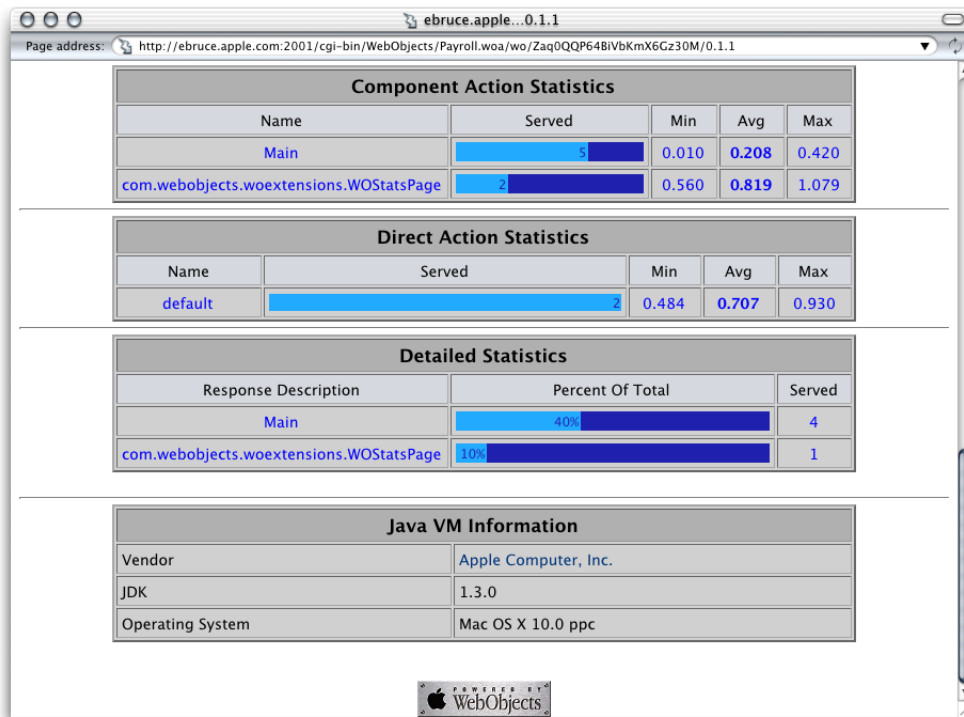 ebruce.apple...0.1.1
Page address: http://ebruce.apple.com:2001/cgi-bin/WebObjects/Payroll.woa/wo/Zaq0QQP64BiVbKmX6Gz30M/0.1.1
Component Action Statistics
Name Served Min Avg Max
Main 5 0.010 0.208 0.420
com.webobjects.woextensions.WOStatsPage 2 0.560 0.819 1.079
Direct Action Statistics
Name Served Min Avg Max
default 2 0.484 0.707 0.930
Detailed Statistics
Response Description Percent Of Total Served
Main 40% 4
com.webobjects.woextensions.WOStatsPage 10% 1
Java VM Information
Vendor Apple Computer, Inc.
JDK 1.3.0
Operating System Mac OS X 10.0 ppc
POWERED BY
WebObjects